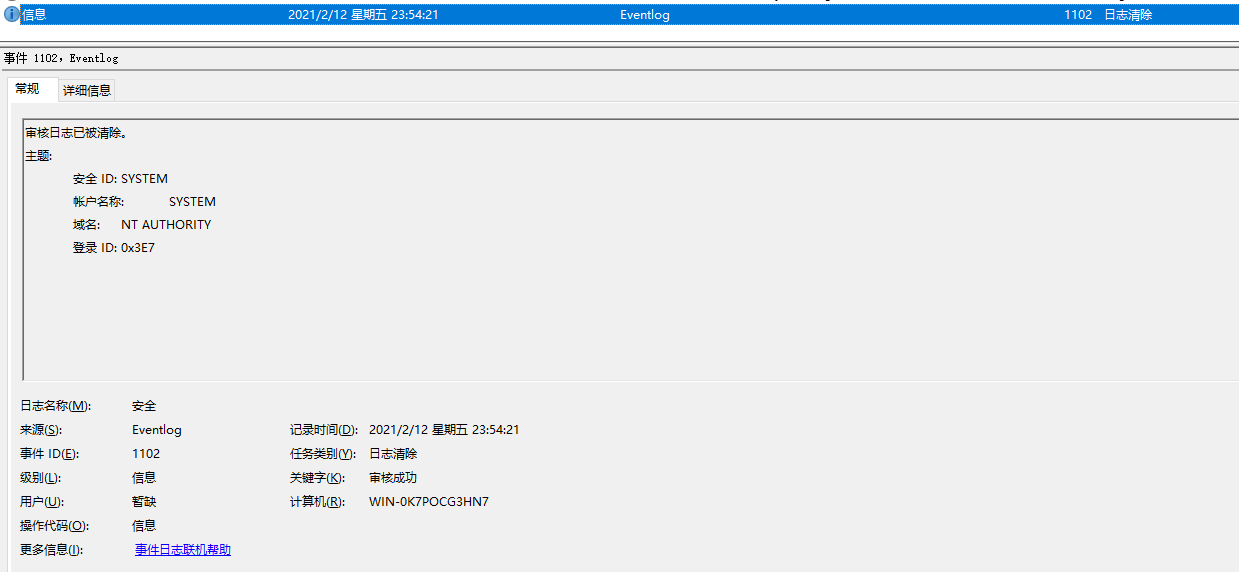 信息 2021/2/12 星期五 23:54:21 Eventlog 1102 日志清除
事件 1102，Eventlog
常规 详细信息
审核日志已被清除。
主题:
安全 ID: SYSTEM
帐户名称: SYSTEM
域名: NT AUTHORITY
登录 ID: 0x3E7
日志名称(M): 安全
来源(S): Eventlog 记录时间(D): 2021/2/12 星期五 23:54:21
事件 ID(E): 1102 任务类别(Y): 日志清除
级别(L): 信息 关键字(K): 审核成功
用户(U): 暂缺 计算机(R): WIN-0K7POCG3HN7
操作代码(O): 信息
更多信息(I): 事件日志联机帮助